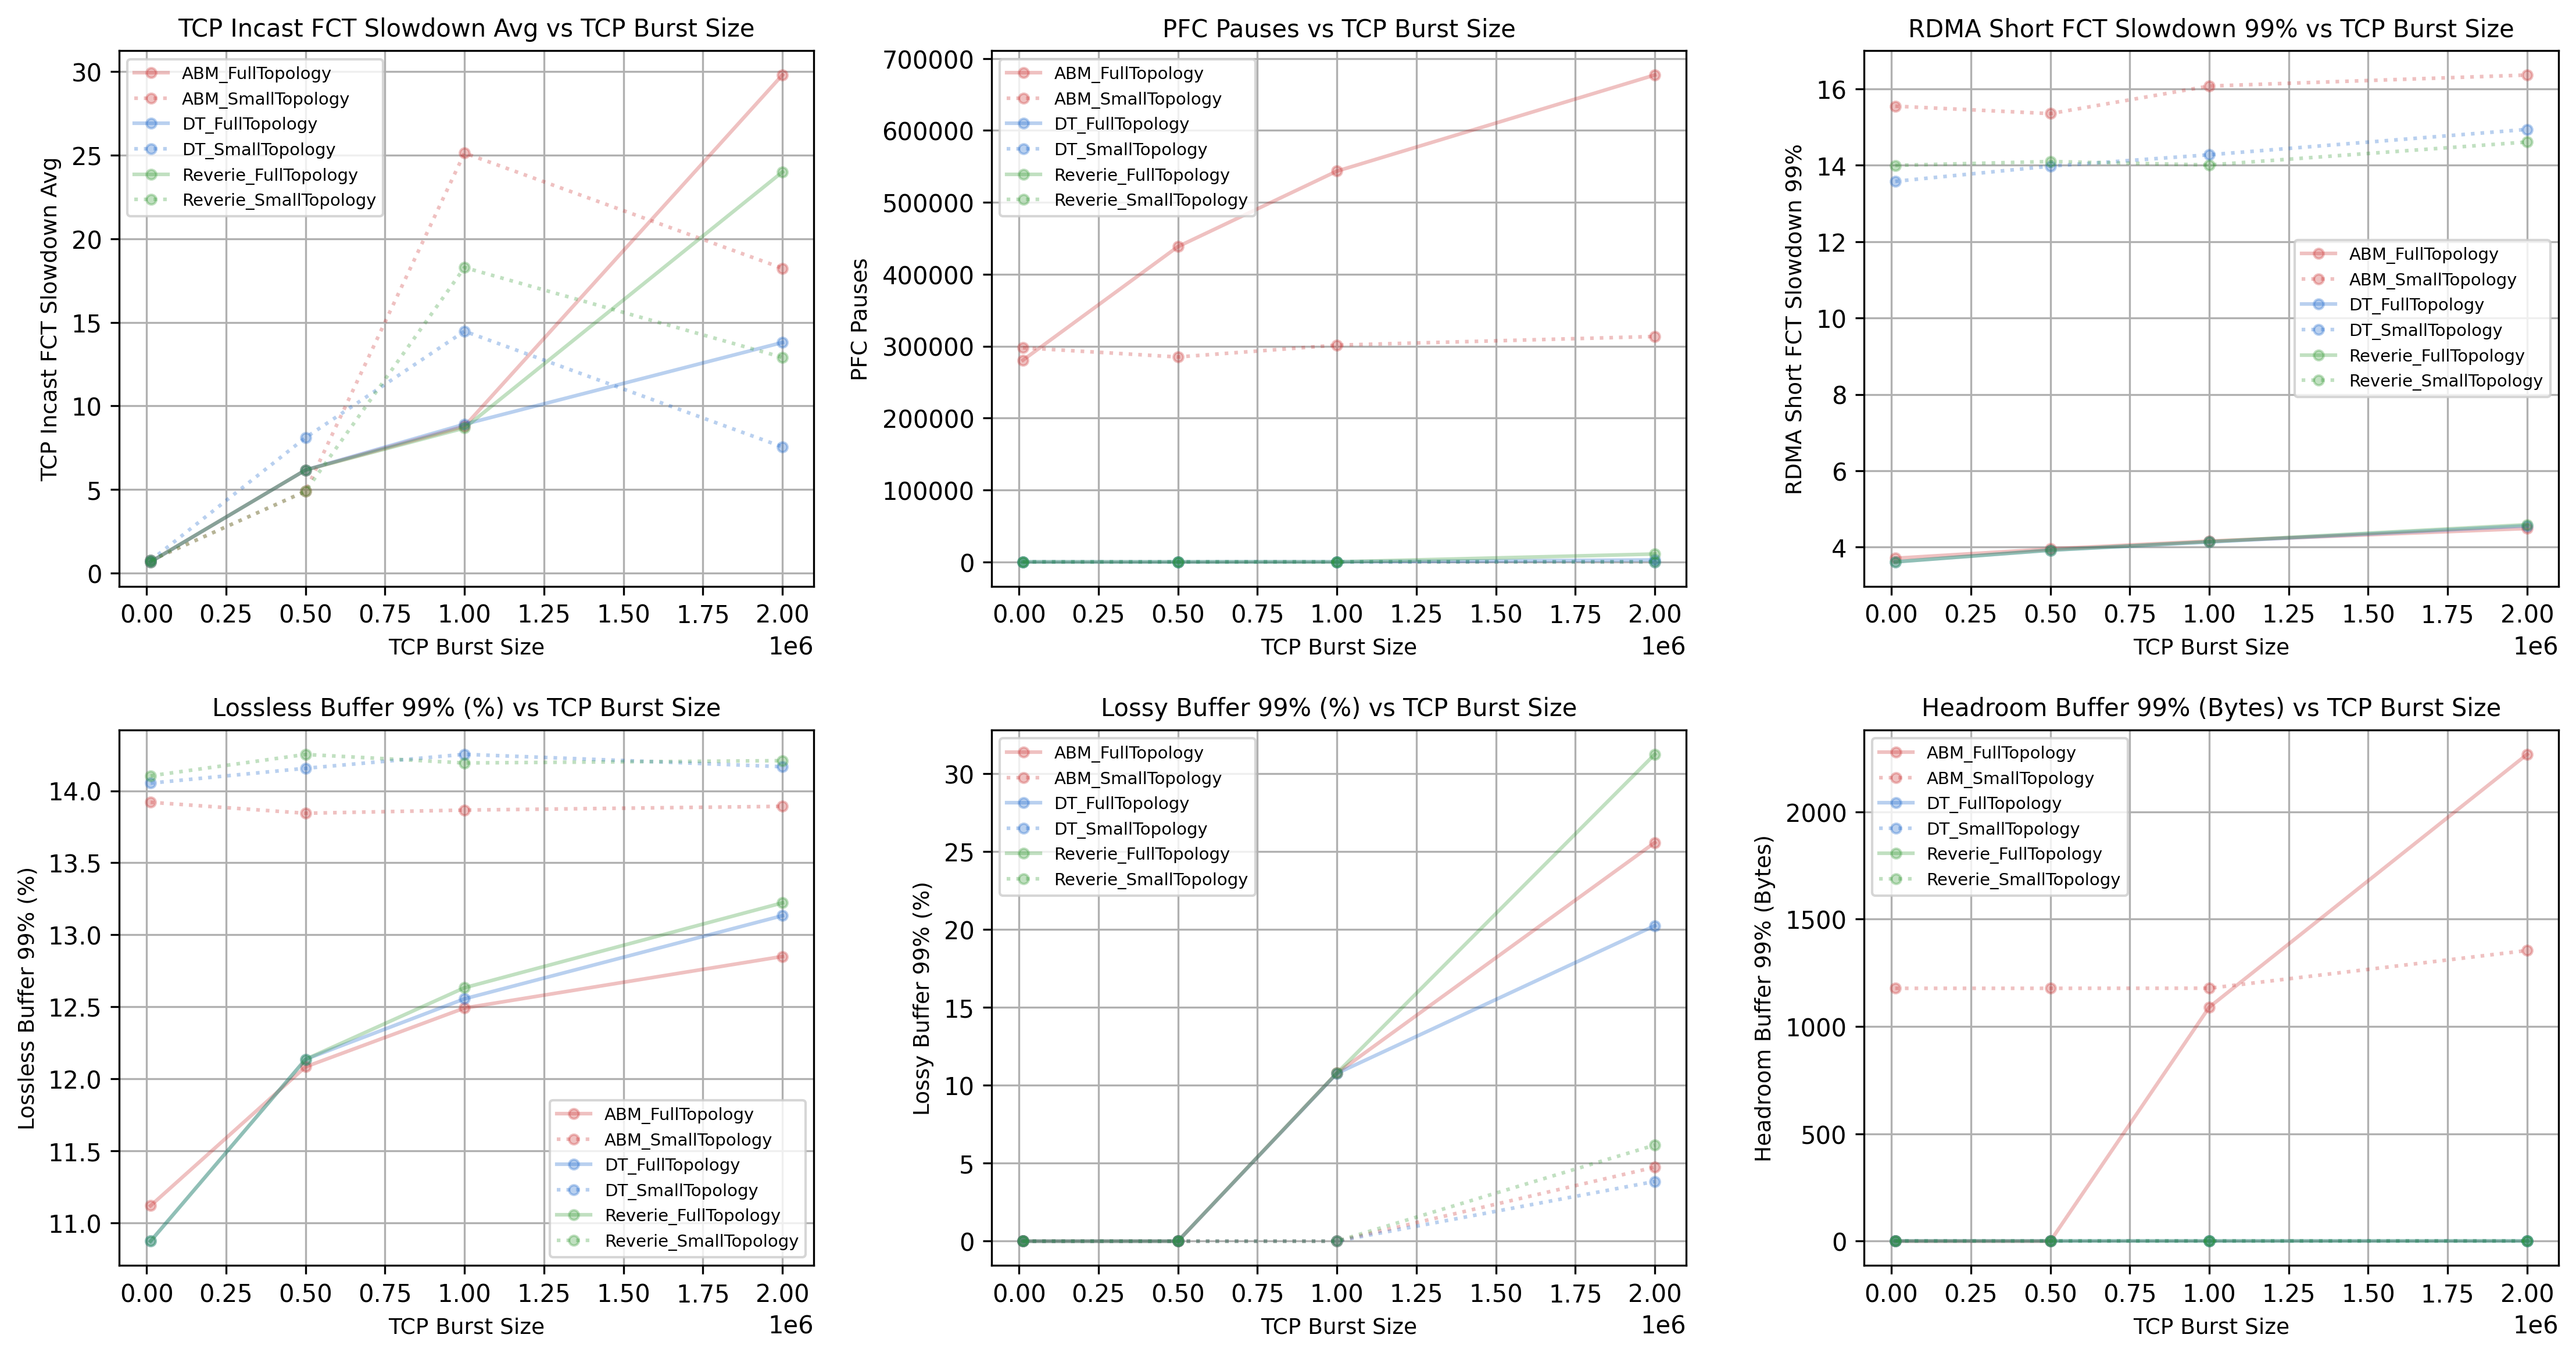 TCP Incast FCT Slowdown Avg vs TCP Burst Size
TCP Incast FCT Slowdown Avg
30
25
20
15
10
5
0
ABM_FullTopology
ABM_SmallTopology
DT_FullTopology
DT_SmallTopology
Reverie_FullTopology
Reverie_SmallTopology
0.00 0.25 0.50 0.75 1.00 1.25 1.50 1.75 2.00
TCP Burst Size
1e6
PFC Pauses vs TCP Burst Size
PFC Pauses
700000
600000
500000
400000
300000
200000
100000
0
ABM_FullTopology
ABM_SmallTopology
DT_FullTopology
DT_SmallTopology
Reverie_FullTopology
Reverie_SmallTopology
0.00 0.25 0.50 0.75 1.00 1.25 1.50 1.75 2.00
TCP Burst Size
1e6
RDMA Short FCT Slowdown 99% vs TCP Burst Size
RDMA Short FCT Slowdown 99%
16
14
12
10
8
6
4
ABM_FullTopology
ABM_SmallTopology
DT_FullTopology
DT_SmallTopology
Reverie_FullTopology
Reverie_SmallTopology
0.00 0.25 0.50 0.75 1.00 1.25 1.50 1.75 2.00
TCP Burst Size
1e6
Lossless Buffer 99% (%) vs TCP Burst Size
Lossless Buffer 99% (%)
14.0
13.5
13.0
12.5
12.0
11.5
11.0
ABM_FullTopology
ABM_SmallTopology
DT_FullTopology
DT_SmallTopology
Reverie_FullTopology
Reverie_SmallTopology
0.00 0.25 0.50 0.75 1.00 1.25 1.50 1.75 2.00
TCP Burst Size
1e6
Lossy Buffer 99% (%) vs TCP Burst Size
Lossy Buffer 99% (%)
30
25
20
15
10
5
0
ABM_FullTopology
ABM_SmallTopology
DT_FullTopology
DT_SmallTopology
Reverie_FullTopology
Reverie_SmallTopology
0.00 0.25 0.50 0.75 1.00 1.25 1.50 1.75 2.00
TCP Burst Size
1e6
Headroom Buffer 99% (Bytes) vs TCP Burst Size
Headroom Buffer 99% (Bytes)
2000
1500
1000
500
0
ABM_FullTopology
ABM_SmallTopology
DT_FullTopology
DT_SmallTopology
Reverie_FullTopology
Reverie_SmallTopology
0.00 0.25 0.50 0.75 1.00 1.25 1.50 1.75 2.00
TCP Burst Size
1e6